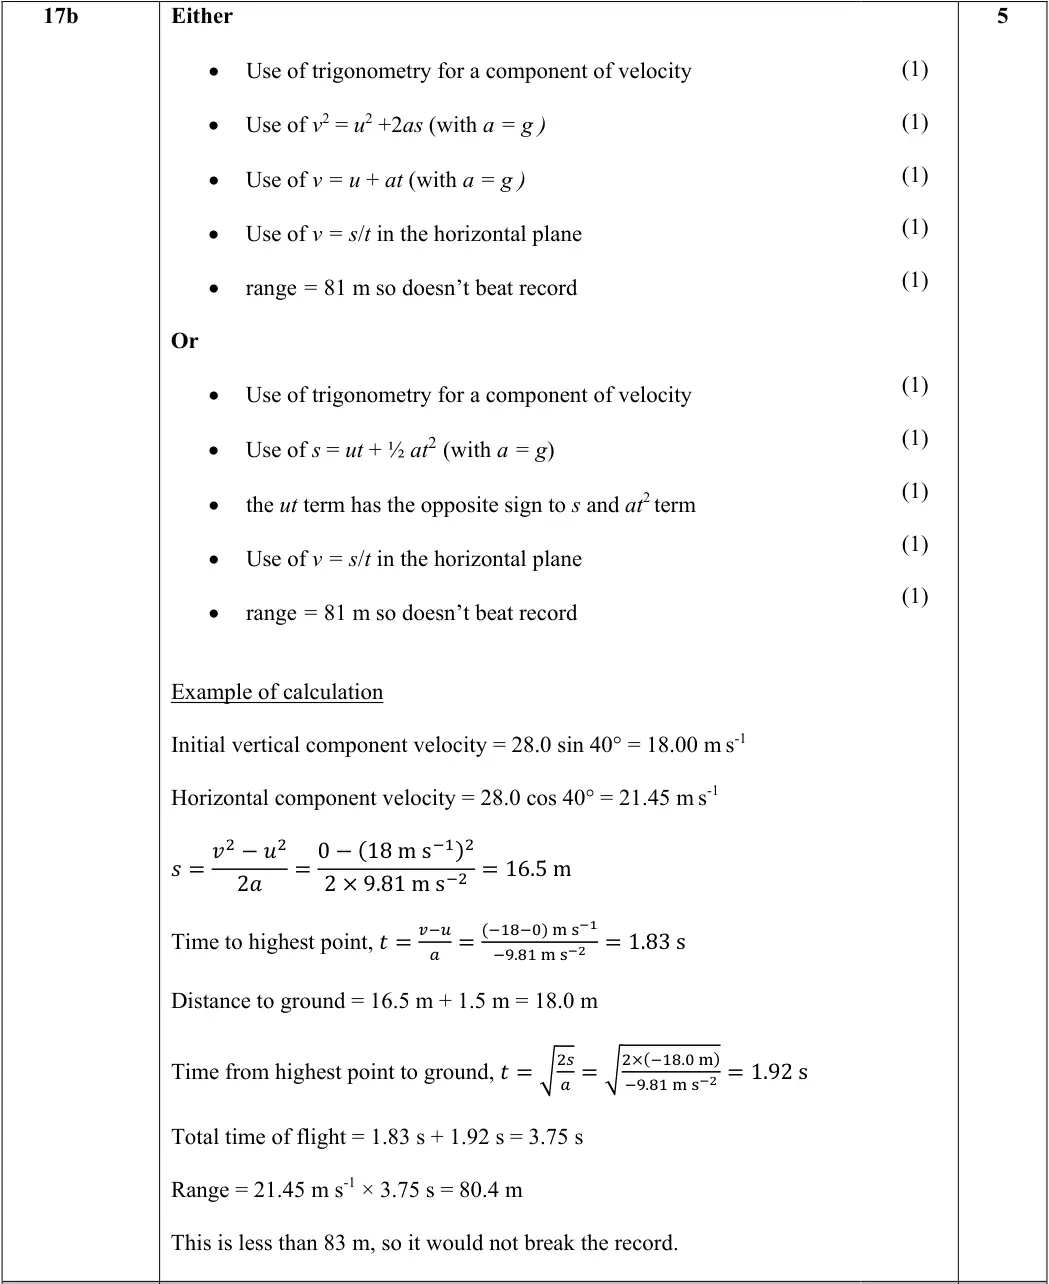 17b Either 5
• Use of trigonometry for a component of velocity (1)
• Use of v² = u² +2as (with a = g ) (1)
• Use of v = u + at (with a = g ) (1)
• Use of v = s/t in the horizontal plane (1)
• range = 81 m so doesn’t beat record (1)
Or
• Use of trigonometry for a component of velocity (1)
• Use of s = ut + ½ at² (with a = g) (1)
• the ut term has the opposite sign to s and at² term (1)
• Use of v = s/t in the horizontal plane (1)
• range = 81 m so doesn’t beat record (1)
Example of calculation
Initial vertical component velocity = 28.0 sin 40° = 18.00 m s⁻¹
Horizontal component velocity = 28.0 cos 40° = 21.45 m s⁻¹
s = (v² − u²)/(2a) = (0 − (18 m s⁻¹)²)/(2 × 9.81 m s⁻²) = 16.5 m
Time to highest point, t = (v−u)/a = ((−18−0) m s⁻¹)/(−9.81 m s⁻²) = 1.83 s
Distance to ground = 16.5 m + 1.5 m = 18.0 m
Time from highest point to ground, t = √(2s/a) = √((2×(−18.0 m))/(−9.81 m s⁻²)) = 1.92 s
Total time of flight = 1.83 s + 1.92 s = 3.75 s
Range = 21.45 m s⁻¹ × 3.75 s = 80.4 m
This is less than 83 m, so it would not break the record.